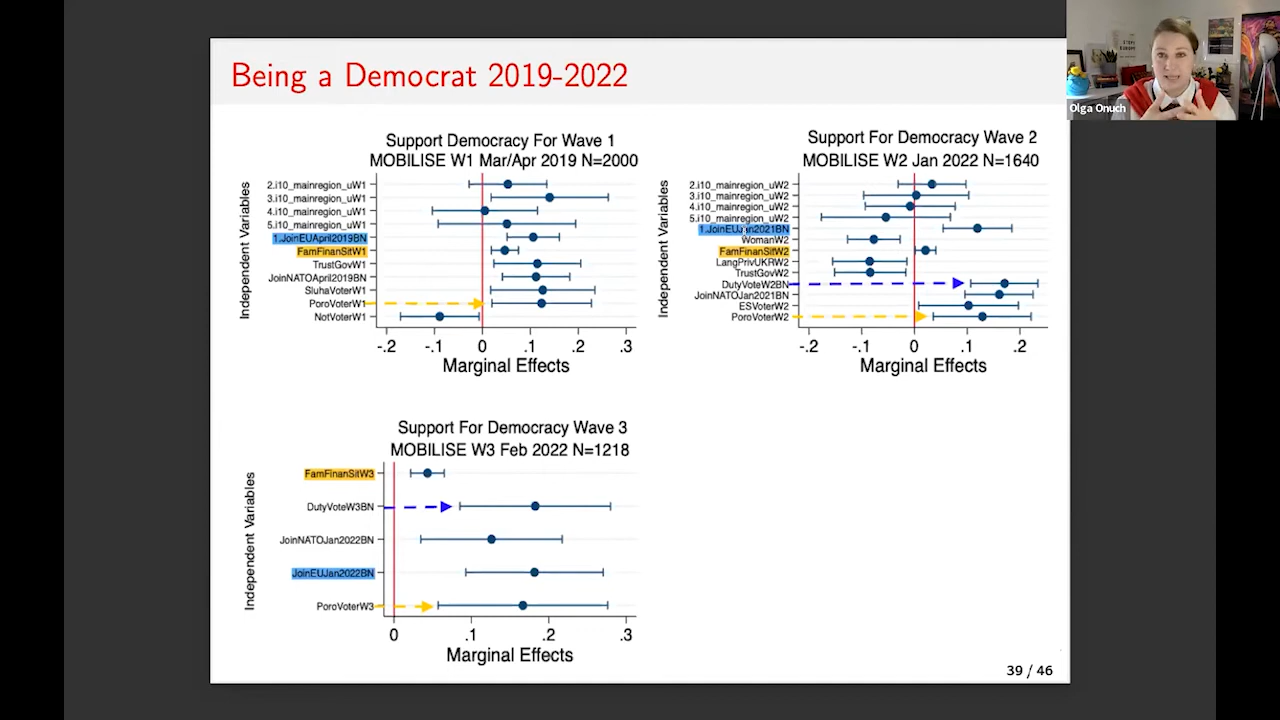 Being a Democrat 2019-2022
Olga Onuch
Support Democracy For Wave 1
MOBILISE W1 Mar/Apr 2019 N=2000
Independent Variables
2.i10_mainregion_uW1
3.i10_mainregion_uW1
4.i10_mainregion_uW1
5.i10_mainregion_uW1
1.JoinEUApril2019BN
FamFinanSitW1
TrustGovW1
JoinNATOApril2019BN
SluhaVoterW1
PoroVoterW1
NotVoterW1
-.2 -.1 0 .1 .2 .3
Marginal Effects
Support For Democracy Wave 2
MOBILISE W2 Jan 2022 N=1640
Independent Variables
2.i10_mainregion_uW2
3.i10_mainregion_uW2
4.i10_mainregion_uW2
5.i10_mainregion_uW2
1.JoinEUJan2021BN
WomanW2
FamFinanSitW2
LangPrivUKRW2
TrustGovW2
DutyVoteW2BN
JoinNATOJan2021BN
ESVoterW2
PoroVoterW2
-.2 -.1 0 .1 .2
Marginal Effects
Support For Democracy Wave 3
MOBILISE W3 Feb 2022 N=1218
Independent Variables
FamFinanSitW3
DutyVoteW3BN
JoinNATOJan2022BN
JoinEUJan2022BN
PoroVoterW3
0 .1 .2 .3
Marginal Effects
39 / 46